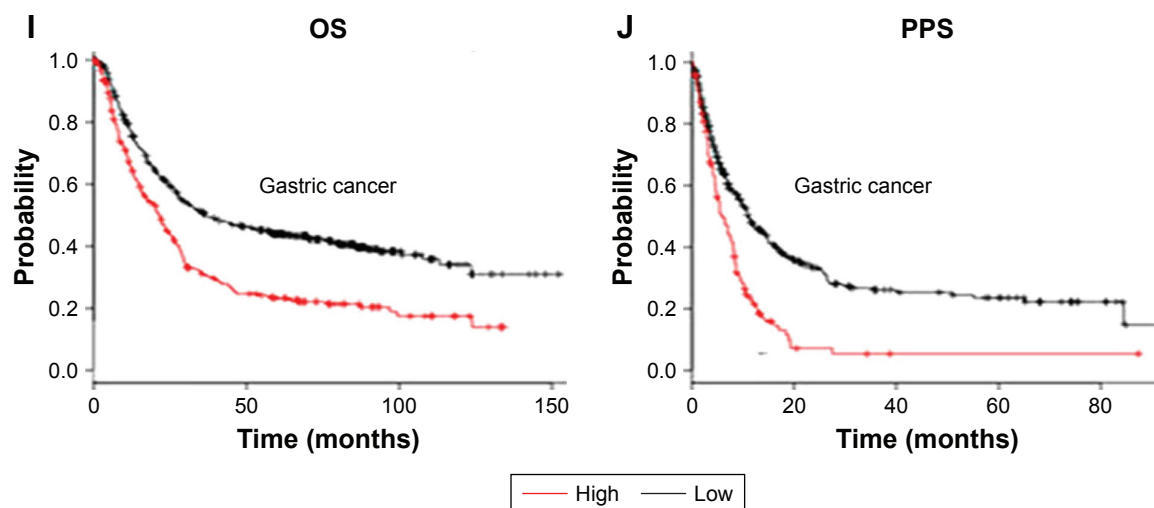 I
OS
Probability
1.0
0.8
0.6
0.4
0.2
0.0
Gastric cancer
0 50 100 150
Time (months)
J
PPS
Probability
1.0
0.8
0.6
0.4
0.2
0.0
Gastric cancer
0 20 40 60 80
Time (months)
High Low